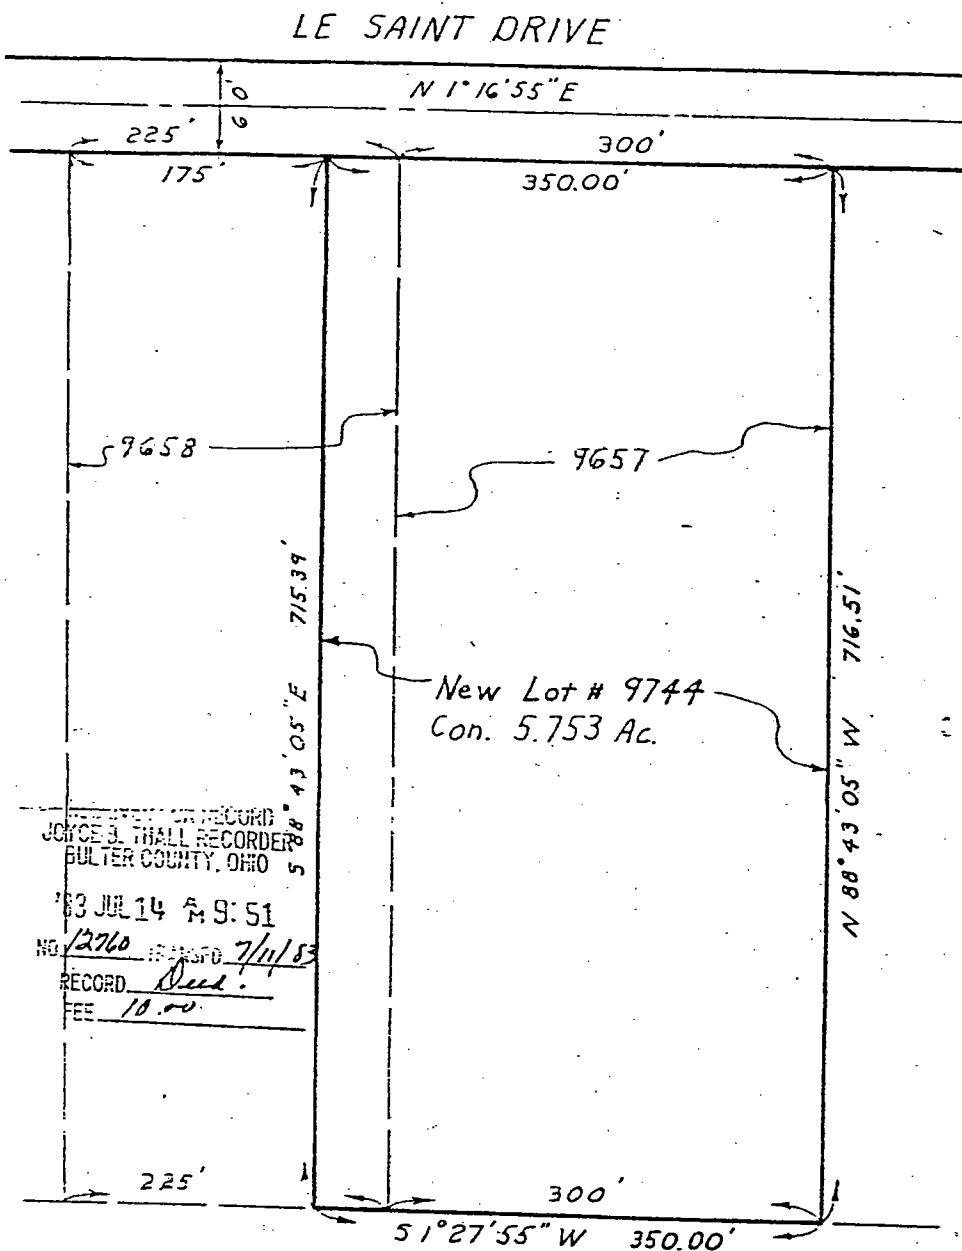 LE SAINT DRIVE
N 1°16'55" E
60'
225' 300'
175' 350.00'
9658 9657
S 88° 43' 05" E 715.39'
N 88° 43' 05" W 716.51'
New Lot # 9744
Con. 5.753 Ac.
RECORD
JOYCE B. THALL RECORDER
BULTER COUNTY, OHIO
'83 JUL 14 AM 9:51
NO. 12760 TRANSFD 7/11/83
RECORD Deed.
FEE 10.00
225' 300'
S 1°27'55" W 350.00'